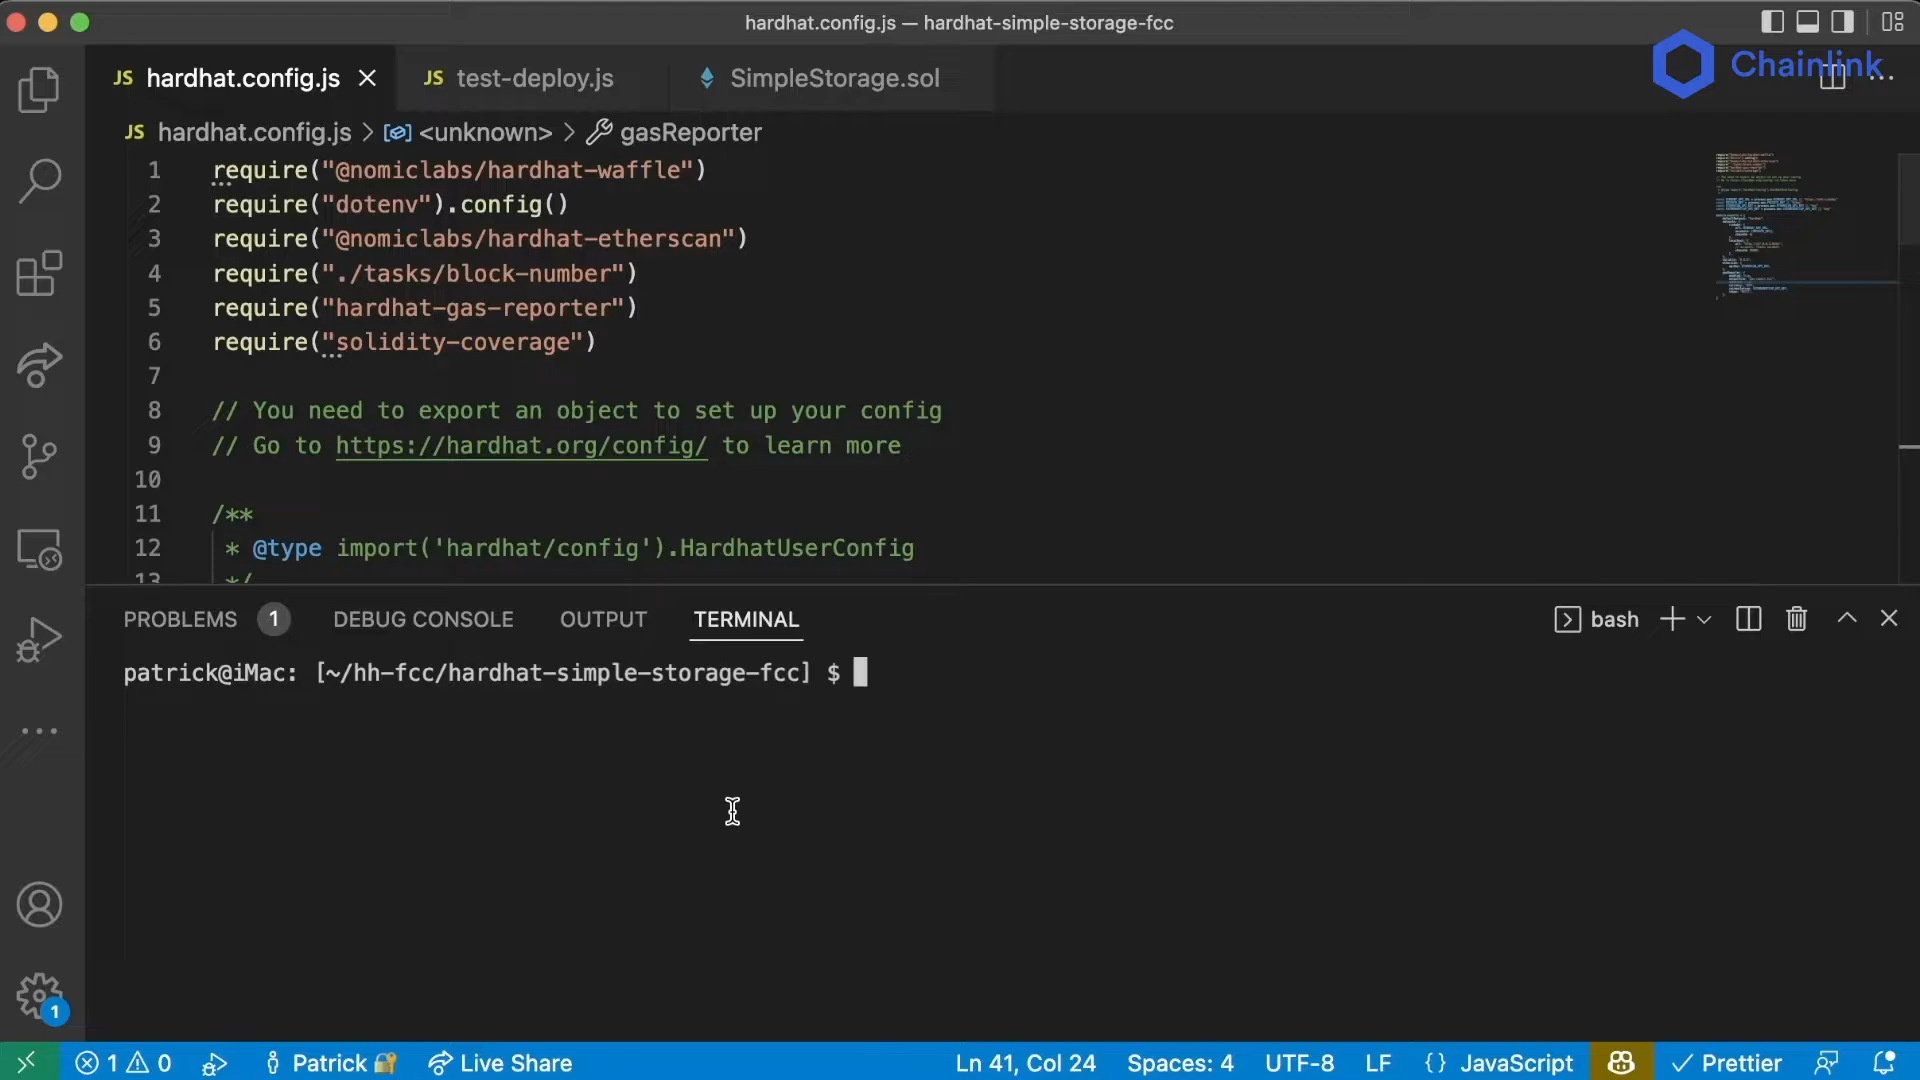 hardhat.config.js — hardhat-simple-storage-fcc
Chainlink
JS hardhat.config.js
JS test-deploy.js
SimpleStorage.sol
JS hardhat.config.js > <unknown> > gasReporter
1 require("@nomiclabs/hardhat-waffle")
2 require("dotenv").config()
3 require("@nomiclabs/hardhat-etherscan")
4 require("./tasks/block-number")
5 require("hardhat-gas-reporter")
6 require("solidity-coverage")
7
8 // You need to export an object to set up your config
9 // Go to https://hardhat.org/config/ to learn more
10
11 /**
12 * @type import('hardhat/config').HardhatUserConfig
13 */
PROBLEMS 1 DEBUG CONSOLE OUTPUT TERMINAL
bash
patrick@iMac: [~/hh-fcc/hardhat-simple-storage-fcc] $
1
1 0 Patrick Live Share Ln 41, Col 24 Spaces: 4 UTF-8 LF {} JavaScript Prettier